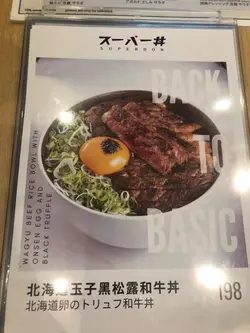 スーパー丼
SUPERDON
BACK
TO
BASIC
WAGYU BEEF RICE BOWL WITH
ONSEN EGG AND
BLACK TRUFFLE
北海道玉子黑松露和牛丼
北海道卵のトリュフ和牛丼
198